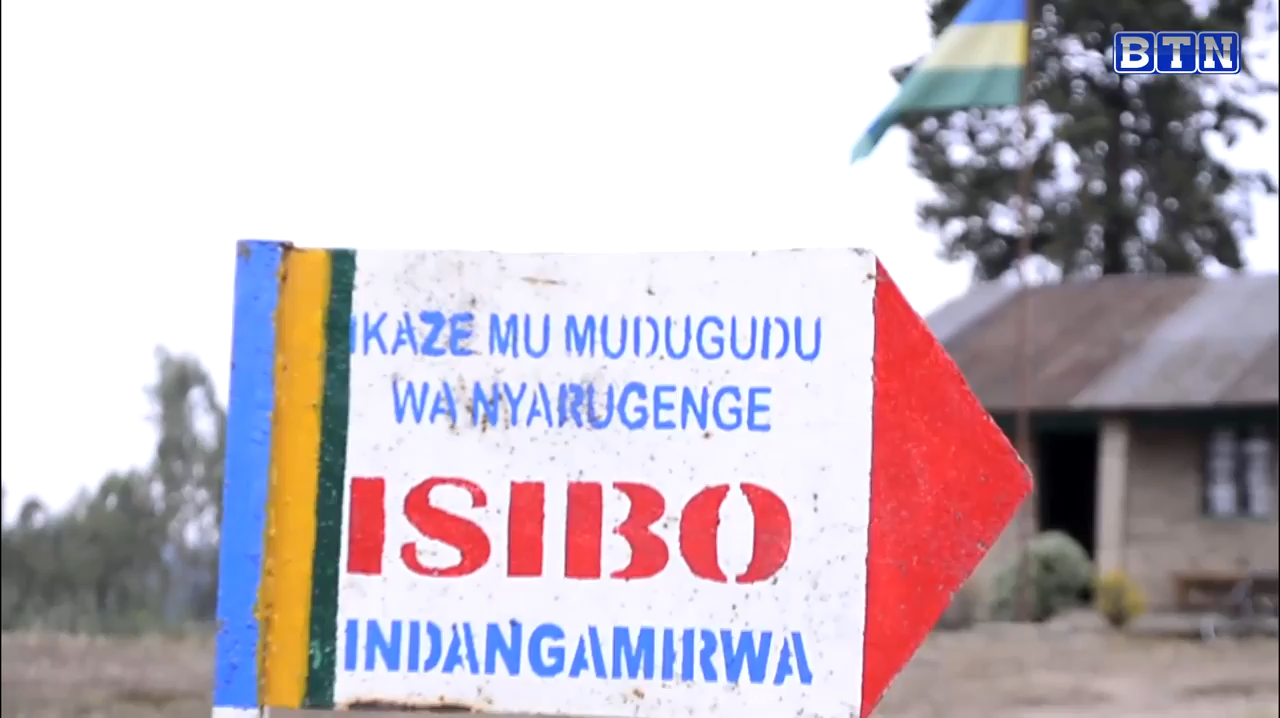 BTN
IKAZE MU MUDUGUDU
WA NYARUGENGE
ISIBO
INDANGAMIRWA